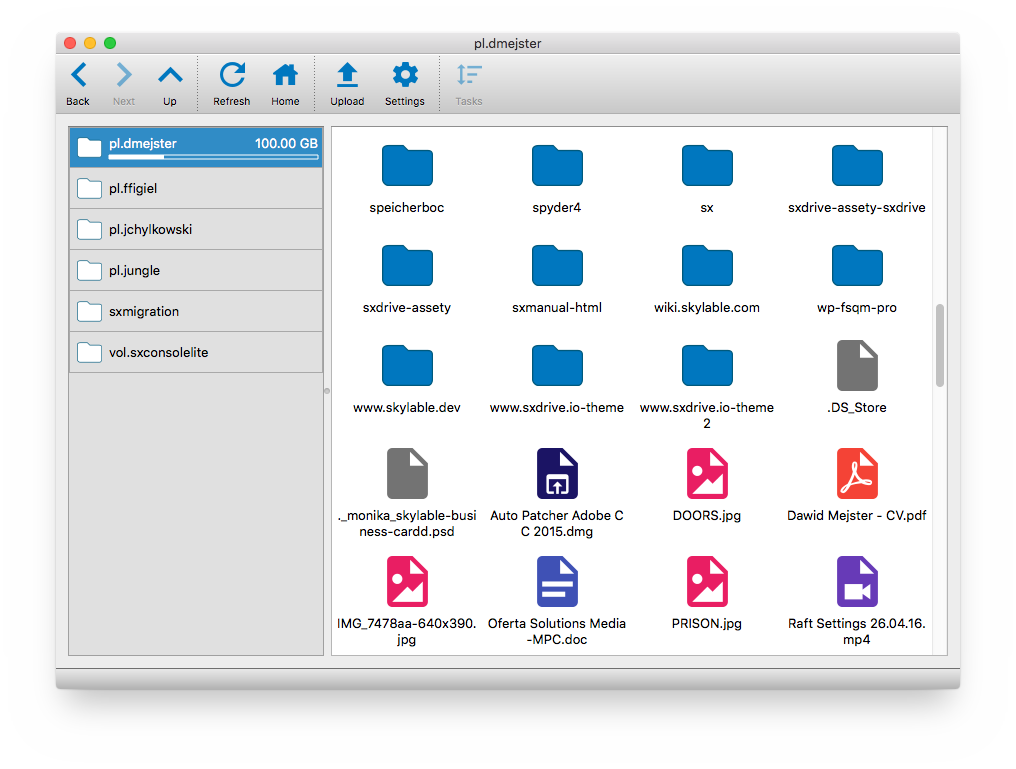 pl.dmejster
Back Next Up Refresh Home Upload Settings Tasks
pl.dmejster 100.00 GB
pl.ffigiel
pl.jchylkowski
pl.jungle
sxmigration
vol.sxconsolelite
speicherboc spyder4 sx sxdrive-assety-sxdrive
sxdrive-assety sxmanual-html wiki.skylable.com wp-fsqm-pro
www.skylable.dev www.sxdrive.io-theme www.sxdrive.io-theme .DS_Store
2
._monika_skylable-busi Auto Patcher Adobe C DOORS.jpg Dawid Mejster - CV.pdf
ness-cardd.psd C 2015.dmg
IMG_7478aa-640x390. Oferta Solutions Media PRISON.jpg Raft Settings 26.04.16.
jpg -MPC.doc mp4